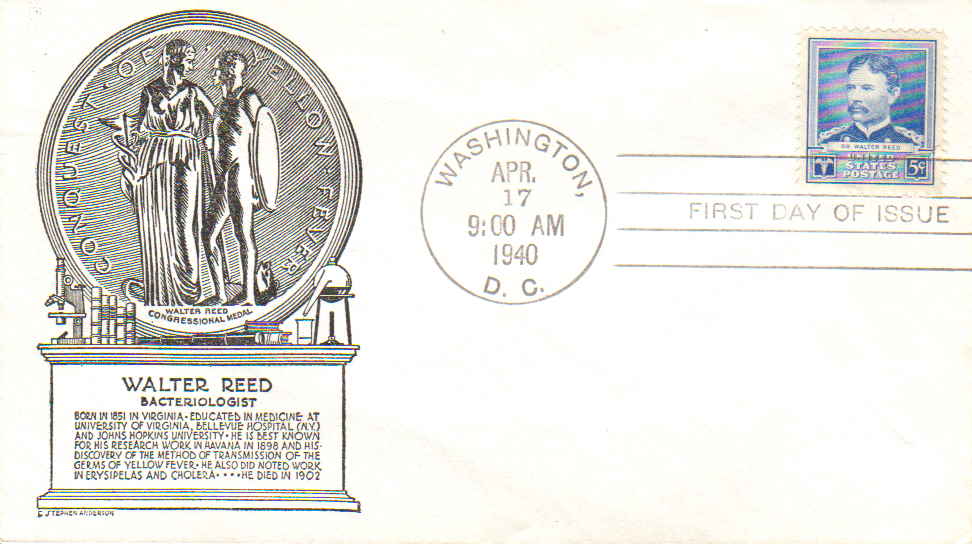 CONQUEST · OF · YELLOW FEVER
WALTER REED
CONGRESSIONAL MEDAL
WALTER REED
BACTERIOLOGIST
BORN IN 1851 IN VIRGINIA • EDUCATED IN MEDICINE AT
UNIVERSITY OF VIRGINIA, BELLEVUE HOSPITAL (N.Y.)
AND JOHNS HOPKINS UNIVERSITY • HE IS BEST KNOWN
FOR HIS RESEARCH WORK IN HAVANA IN 1898 AND HIS
DISCOVERY OF THE METHOD OF TRANSMISSION OF THE
GERMS OF YELLOW FEVER • HE ALSO DID NOTED WORK
IN ERYSIPELAS AND CHOLERA • • • • HE DIED IN 1902
STEPHEN ANDERSON
WASHINGTON,
APR.
17
9:00 AM
1940
D. C.
DR WALTER REED
UNITED
STATES
POSTAGE
5¢
FIRST DAY OF ISSUE